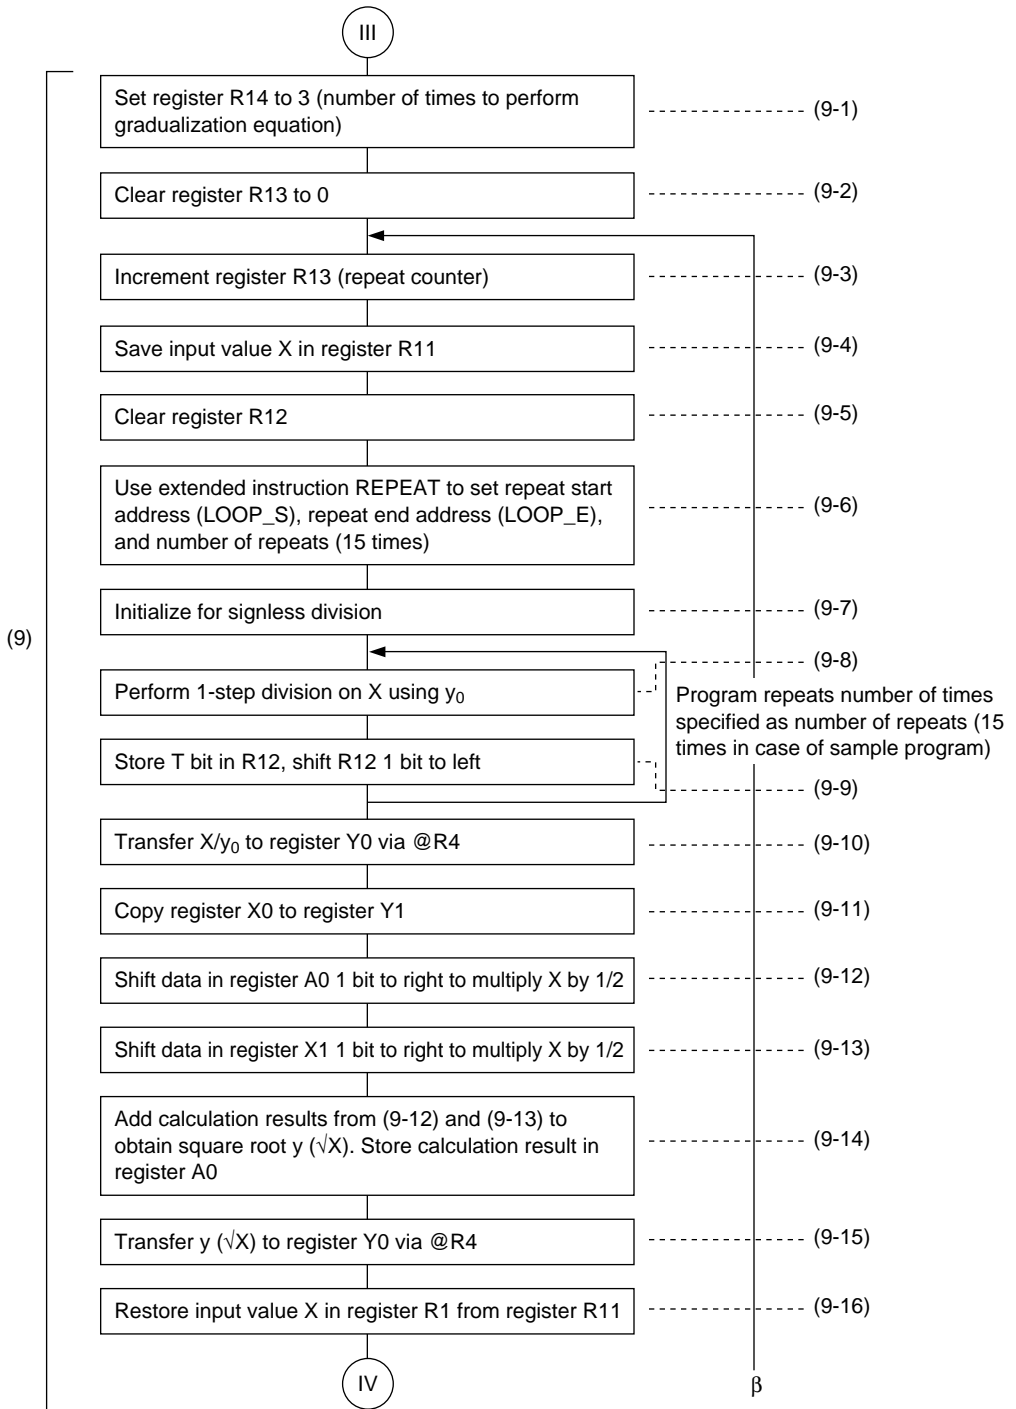 III
Set register R14 to 3 (number of times to perform
gradualization equation)
(9-1)
Clear register R13 to 0
(9-2)
Increment register R13 (repeat counter)
(9-3)
Save input value X in register R11
(9-4)
Clear register R12
(9-5)
Use extended instruction REPEAT to set repeat start
address (LOOP_S), repeat end address (LOOP_E),
and number of repeats (15 times)
(9-6)
Initialize for signless division
(9-7)
(9)
(9-8)
Perform 1-step division on X using y0
Program repeats number of times
specified as number of repeats (15
times in case of sample program)
Store T bit in R12, shift R12 1 bit to left
(9-9)
Transfer X/y0 to register Y0 via @R4
(9-10)
Copy register X0 to register Y1
(9-11)
Shift data in register A0 1 bit to right to multiply X by 1/2
(9-12)
Shift data in register X1 1 bit to right to multiply X by 1/2
(9-13)
Add calculation results from (9-12) and (9-13) to
obtain square root y (√X). Store calculation result in
register A0
(9-14)
Transfer y (√X) to register Y0 via @R4
(9-15)
Restore input value X in register R1 from register R11
(9-16)
IV
β